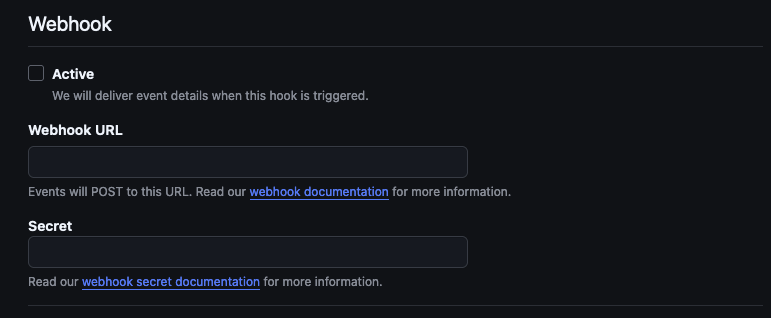 Webhook
Active
We will deliver event details when this hook is triggered.
Webhook URL
Events will POST to this URL. Read our webhook documentation for more information.
Secret
Read our webhook secret documentation for more information.